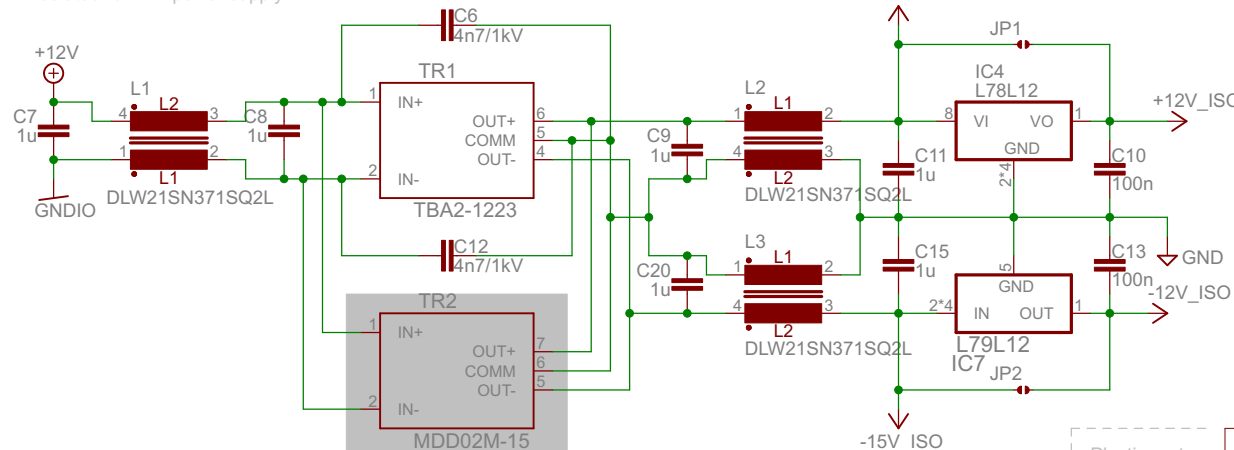 C6
4n7/1kV
JP1
+12V
TR1
IC4
L78L12
L1
L2
C7
1u
4
3
C8
1u
1
IN+
OUT+
6
COMM
5
OUT-
4
2
IN-
1
2
L1
GNDIO
DLW21SN371SQ2L
TBA2-1223
L2
L1
1
2
C9
1u
4
3
L2
DLW21SN371SQ2L
8
VI
VO
1
GND
2*4
+12V_ISO
C11
1u
C10
100n
C12
4n7/1kV
L3
L1
1
2
C20
1u
4
3
L2
DLW21SN371SQ2L
C15
1u
5
GND
2*4
IN
OUT
1
C13
100n
GND
-12V_ISO
L79L12
IC7
JP2
TR2
1
IN+
OUT+
7
COMM
6
OUT-
5
2
IN-
MDD02M-15
-15V_ISO